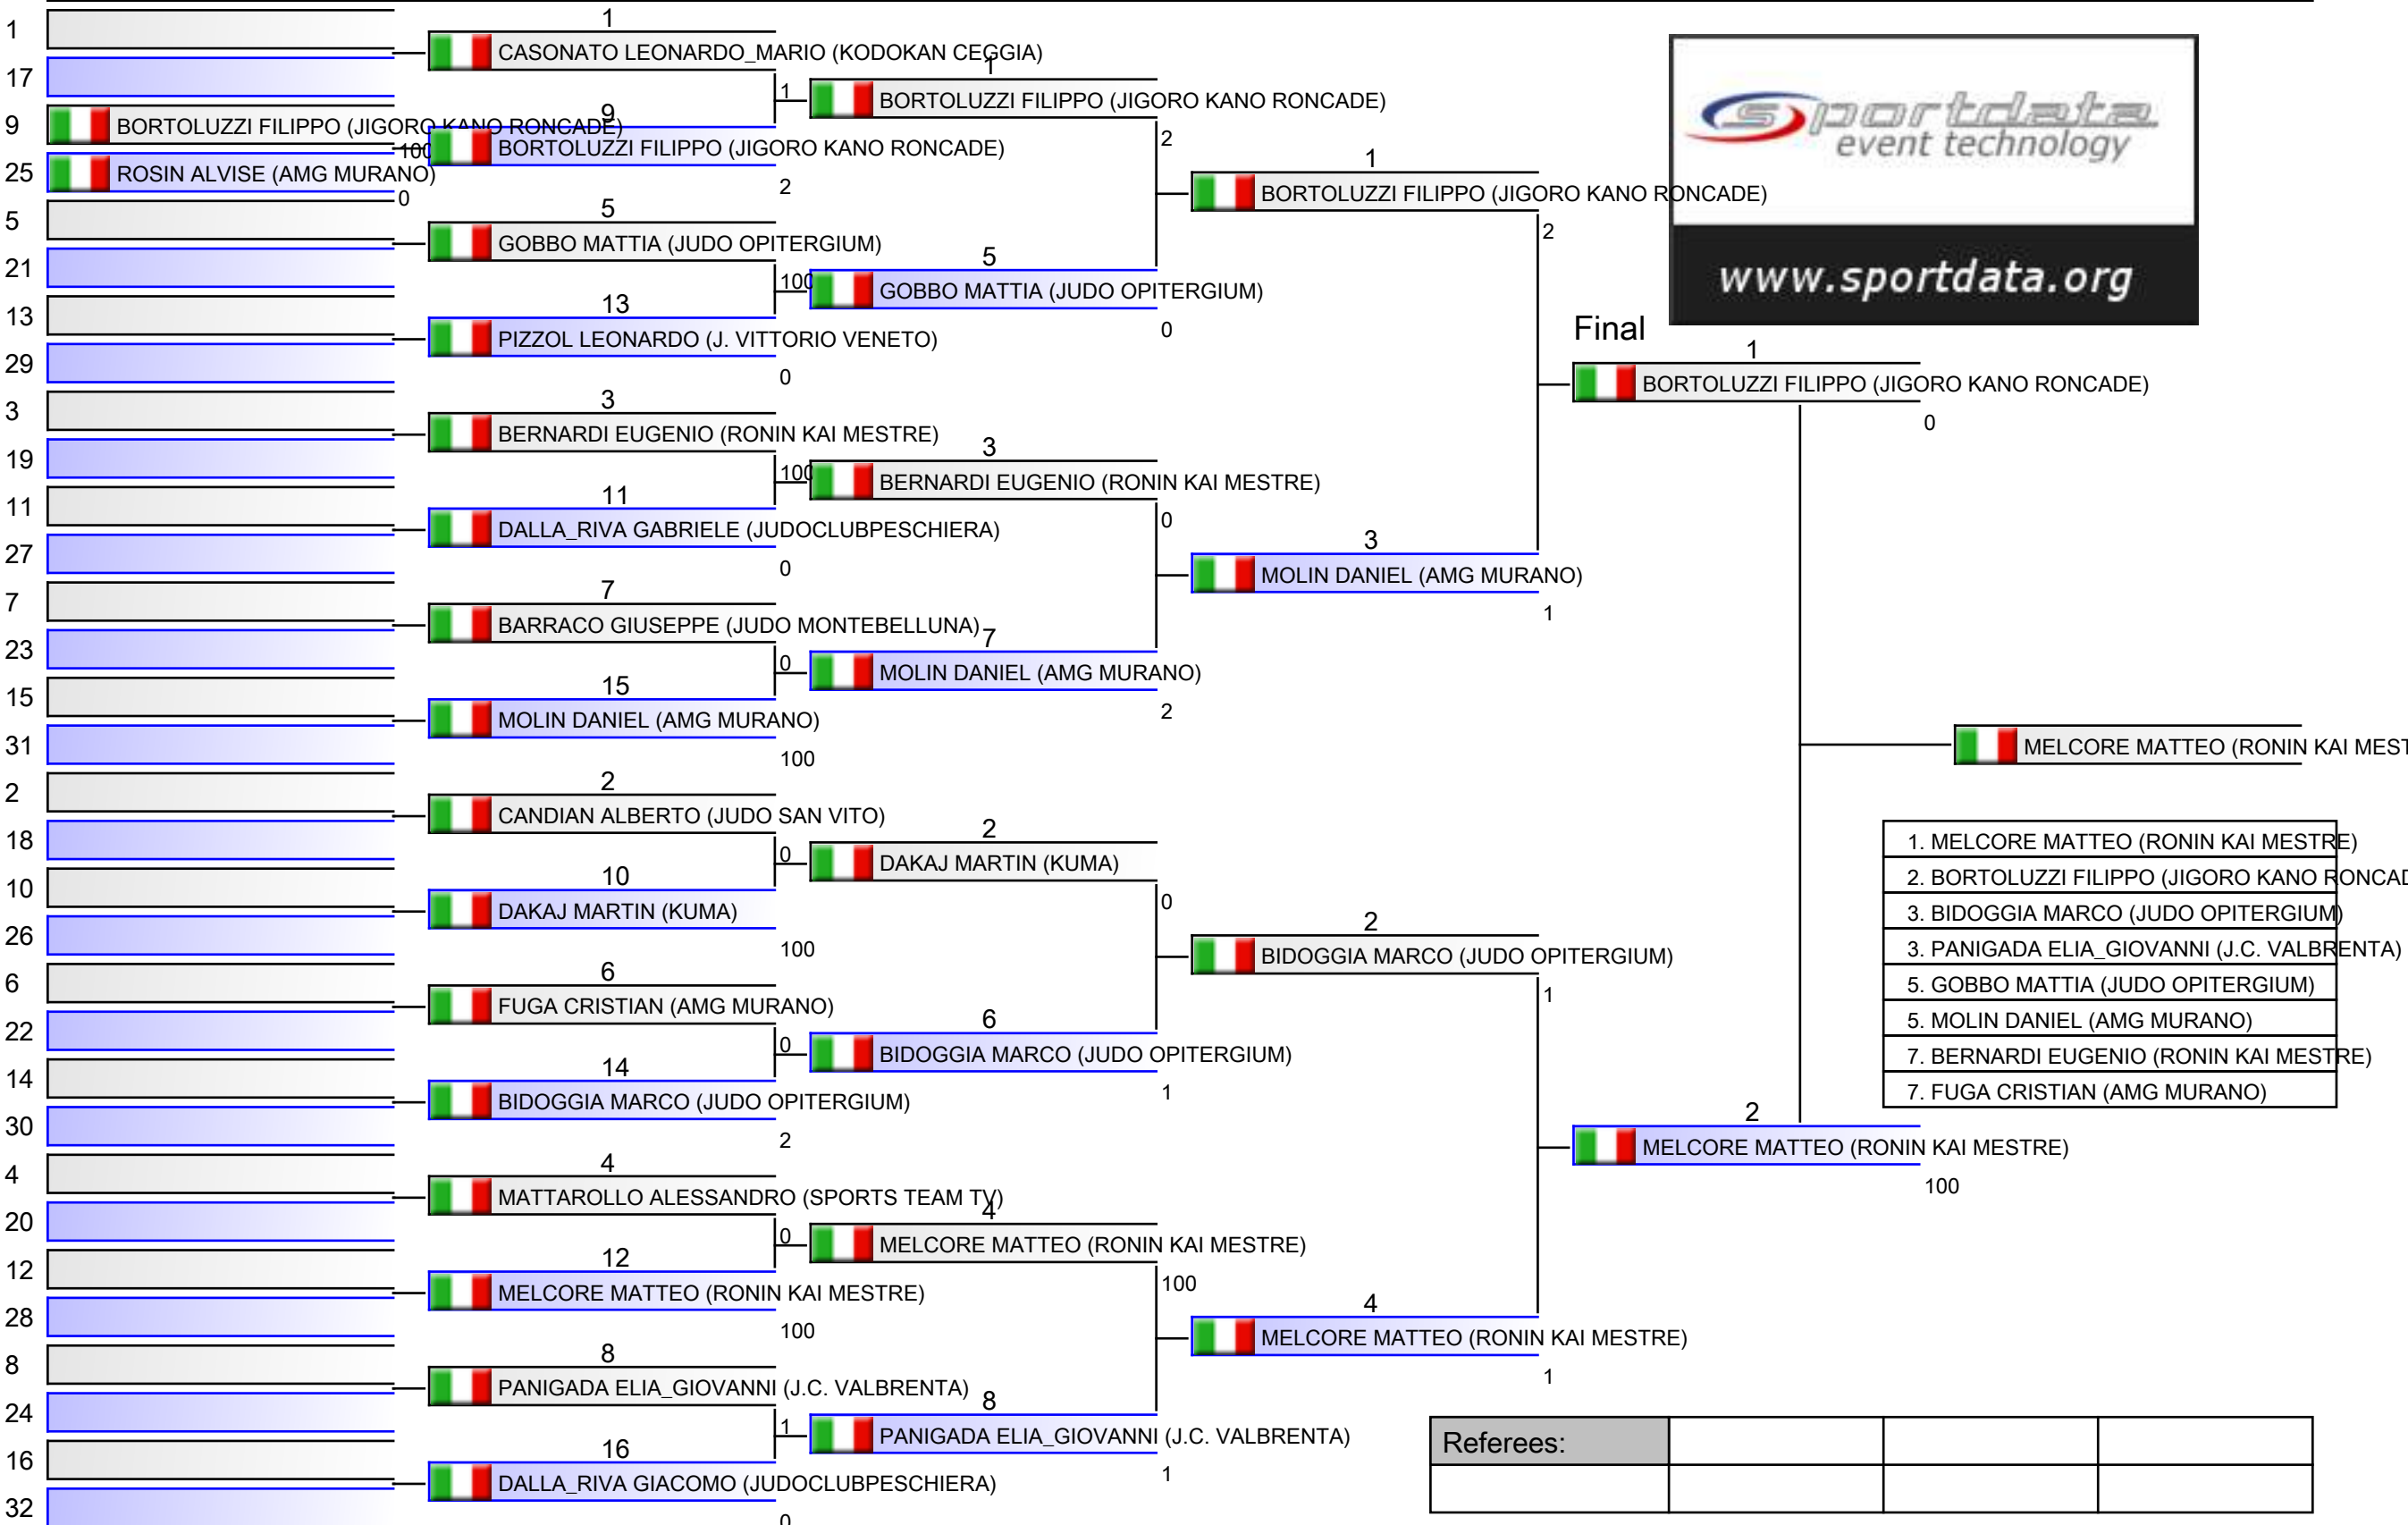 1
17
9
BORTOLUZZI FILIPPO (JIGORO KANO RONCADE)
100
25
ROSIN ALVISE (AMG MURANO)
0
5
21
13
29
3
19
11
27
7
23
15
31
2
18
10
26
6
22
14
30
4
20
12
28
8
24
16
32
1
CASONATO LEONARDO_MARIO (KODOKAN CEGGIA)
1
9
BORTOLUZZI FILIPPO (JIGORO KANO RONCADE)
2
5
GOBBO MATTIA (JUDO OPITERGIUM)
100
13
PIZZOL LEONARDO (J. VITTORIO VENETO)
0
3
BERNARDI EUGENIO (RONIN KAI MESTRE)
100
11
DALLA_RIVA GABRIELE (JUDOCLUBPESCHIERA)
0
7
BARRACO GIUSEPPE (JUDO MONTEBELLUNA)
0
15
MOLIN DANIEL (AMG MURANO)
100
2
CANDIAN ALBERTO (JUDO SAN VITO)
0
10
DAKAJ MARTIN (KUMA)
100
6
FUGA CRISTIAN (AMG MURANO)
0
14
BIDOGGIA MARCO (JUDO OPITERGIUM)
2
4
MATTAROLLO ALESSANDRO (SPORTS TEAM TV)
0
12
MELCORE MATTEO (RONIN KAI MESTRE)
100
8
PANIGADA ELIA_GIOVANNI (J.C. VALBRENTA)
1
16
DALLA_RIVA GIACOMO (JUDOCLUBPESCHIERA)
0
1
BORTOLUZZI FILIPPO (JIGORO KANO RONCADE)
2
5
GOBBO MATTIA (JUDO OPITERGIUM)
0
3
BERNARDI EUGENIO (RONIN KAI MESTRE)
0
7
MOLIN DANIEL (AMG MURANO)
2
2
DAKAJ MARTIN (KUMA)
0
6
BIDOGGIA MARCO (JUDO OPITERGIUM)
1
4
MELCORE MATTEO (RONIN KAI MESTRE)
100
8
PANIGADA ELIA_GIOVANNI (J.C. VALBRENTA)
1
1
BORTOLUZZI FILIPPO (JIGORO KANO RONCADE)
2
3
MOLIN DANIEL (AMG MURANO)
1
2
BIDOGGIA MARCO (JUDO OPITERGIUM)
1
4
MELCORE MATTEO (RONIN KAI MESTRE)
1
sportdata
event technology
www.sportdata.org
Final
1
BORTOLUZZI FILIPPO (JIGORO KANO RONCADE)
0
2
MELCORE MATTEO (RONIN KAI MESTRE)
100
MELCORE MATTEO (RONIN KAI MEST
1. MELCORE MATTEO (RONIN KAI MESTRE)
2. BORTOLUZZI FILIPPO (JIGORO KANO RONCAD
3. BIDOGGIA MARCO (JUDO OPITERGIUM)
3. PANIGADA ELIA_GIOVANNI (J.C. VALBRENTA)
5. GOBBO MATTIA (JUDO OPITERGIUM)
5. MOLIN DANIEL (AMG MURANO)
7. BERNARDI EUGENIO (RONIN KAI MESTRE)
7. FUGA CRISTIAN (AMG MURANO)
Referees: